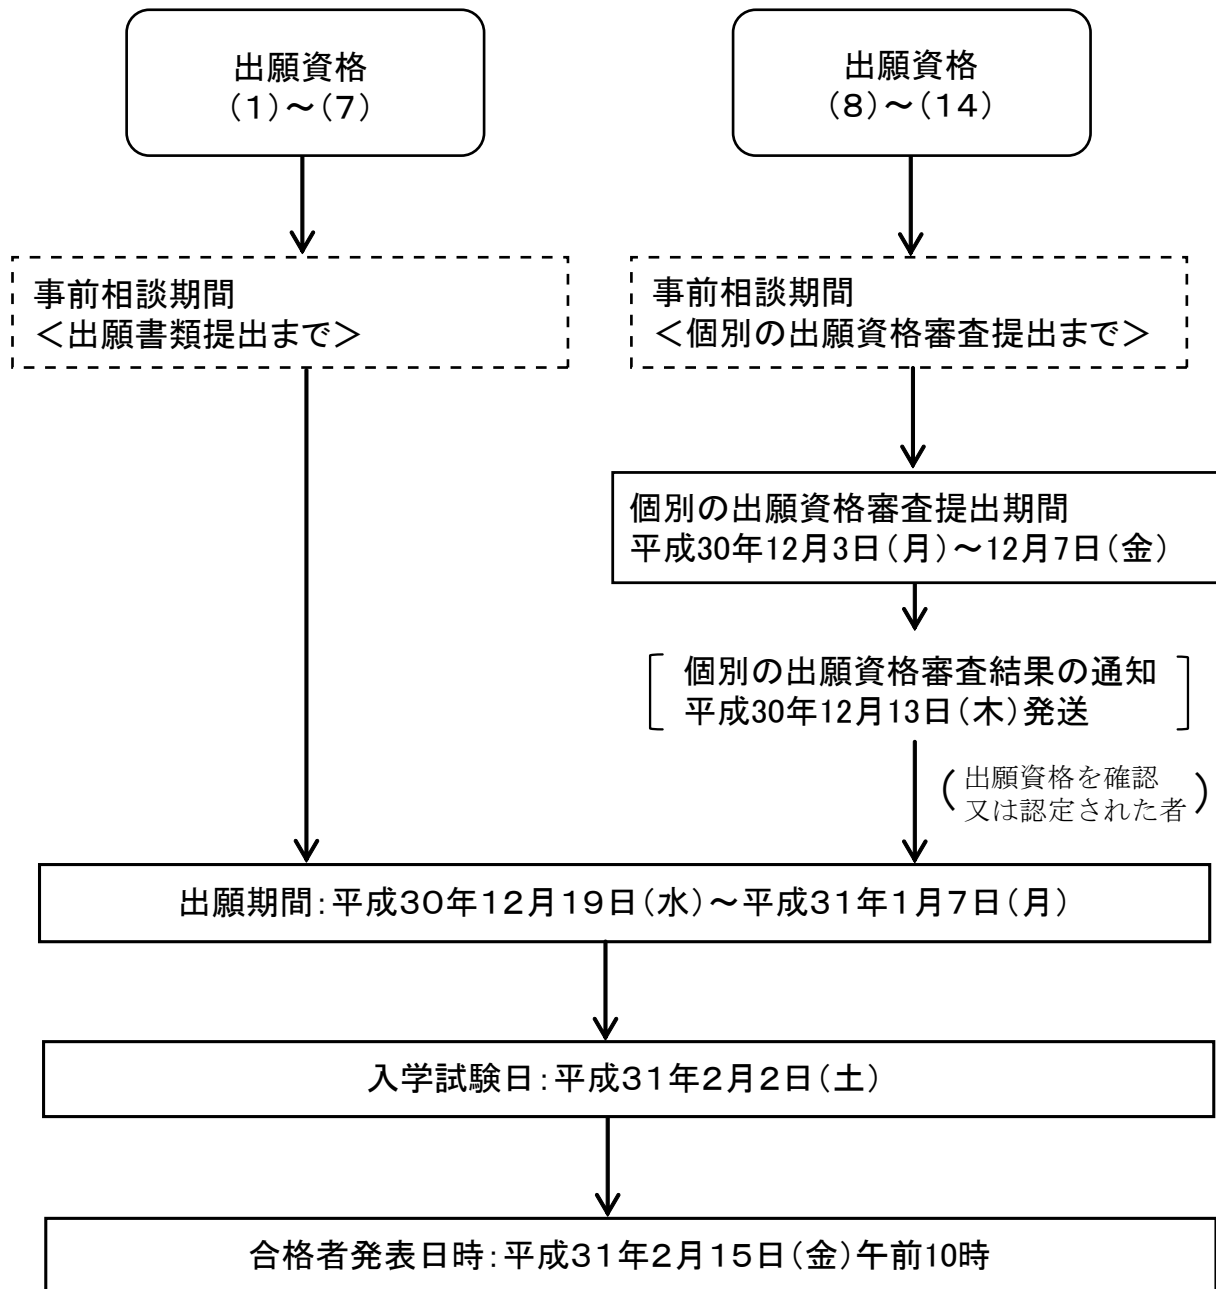 出願資格
(1)～(7)
出願資格
(8)～(14)
事前相談期間
＜出願書類提出まで＞
事前相談期間
＜個別の出願資格審査提出まで＞
個別の出願資格審査提出期間
平成30年12月3日(月)～12月7日(金)
個別の出願資格審査結果の通知
平成30年12月13日(木)発送
(出願資格を確認
又は認定された者)
出願期間:平成30年12月19日(水)～平成31年1月7日(月)
入学試験日:平成31年2月2日(土)
合格者発表日時:平成31年2月15日(金)午前10時